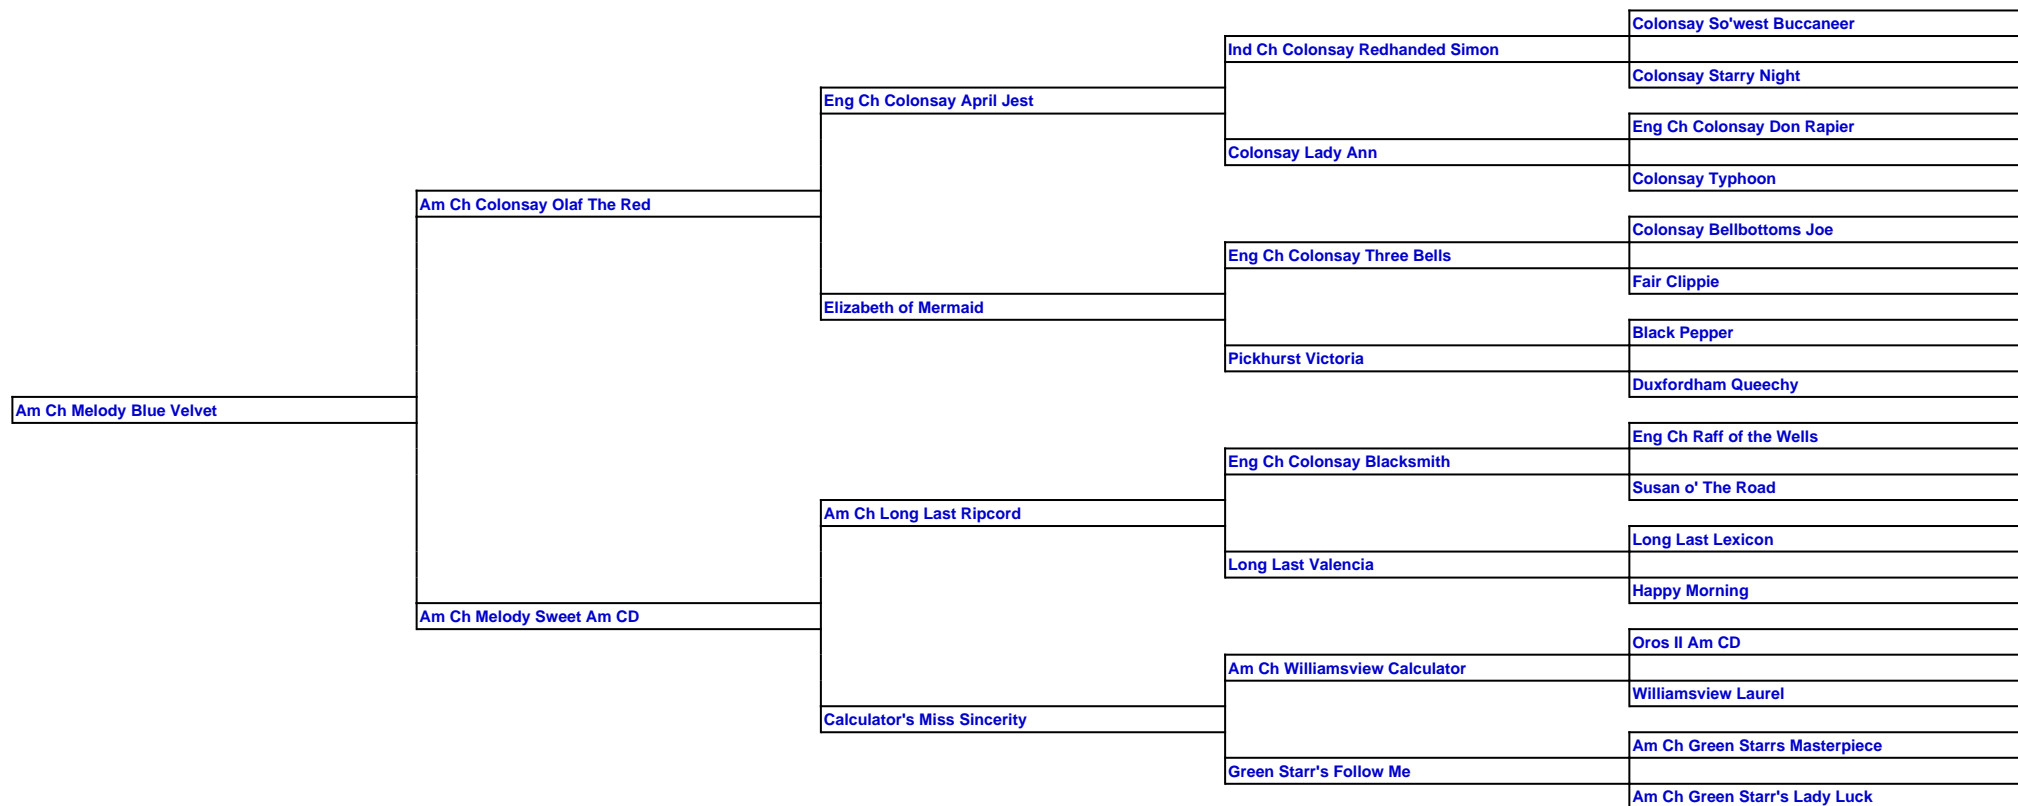 Colonsay So'west Buccaneer
Ind Ch Colonsay Redhanded Simon
Colonsay Starry Night
Eng Ch Colonsay April Jest
Eng Ch Colonsay Don Rapier
Colonsay Lady Ann
Colonsay Typhoon
Am Ch Colonsay Olaf The Red
Colonsay Bellbottoms Joe
Eng Ch Colonsay Three Bells
Fair Clippie
Elizabeth of Mermaid
Black Pepper
Pickhurst Victoria
Duxfordham Queechy
Am Ch Melody Blue Velvet
Eng Ch Raff of the Wells
Eng Ch Colonsay Blacksmith
Susan o' The Road
Am Ch Long Last Ripcord
Long Last Lexicon
Long Last Valencia
Happy Morning
Am Ch Melody Sweet Am CD
Oros II Am CD
Am Ch Williamsview Calculator
Williamsview Laurel
Calculator's Miss Sincerity
Am Ch Green Starrs Masterpiece
Green Starr's Follow Me
Am Ch Green Starr's Lady Luck